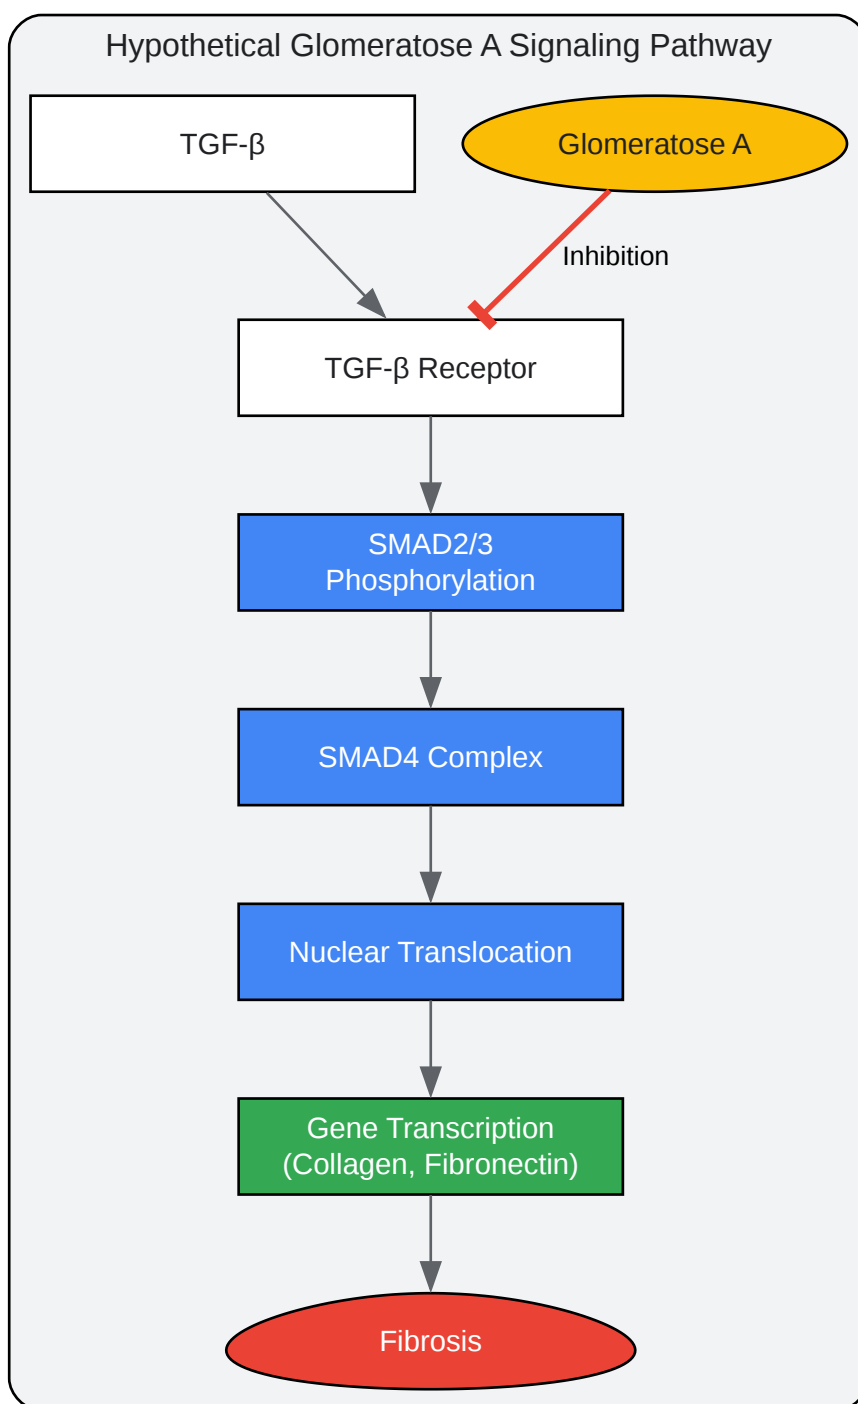 Hypothetical Glomeratose A Signaling Pathway
TGF-β
Glomeratose A
Inhibition
TGF-β Receptor
SMAD2/3
Phosphorylation
SMAD4 Complex
Nuclear Translocation
Gene Transcription
(Collagen, Fibronectin)
Fibrosis